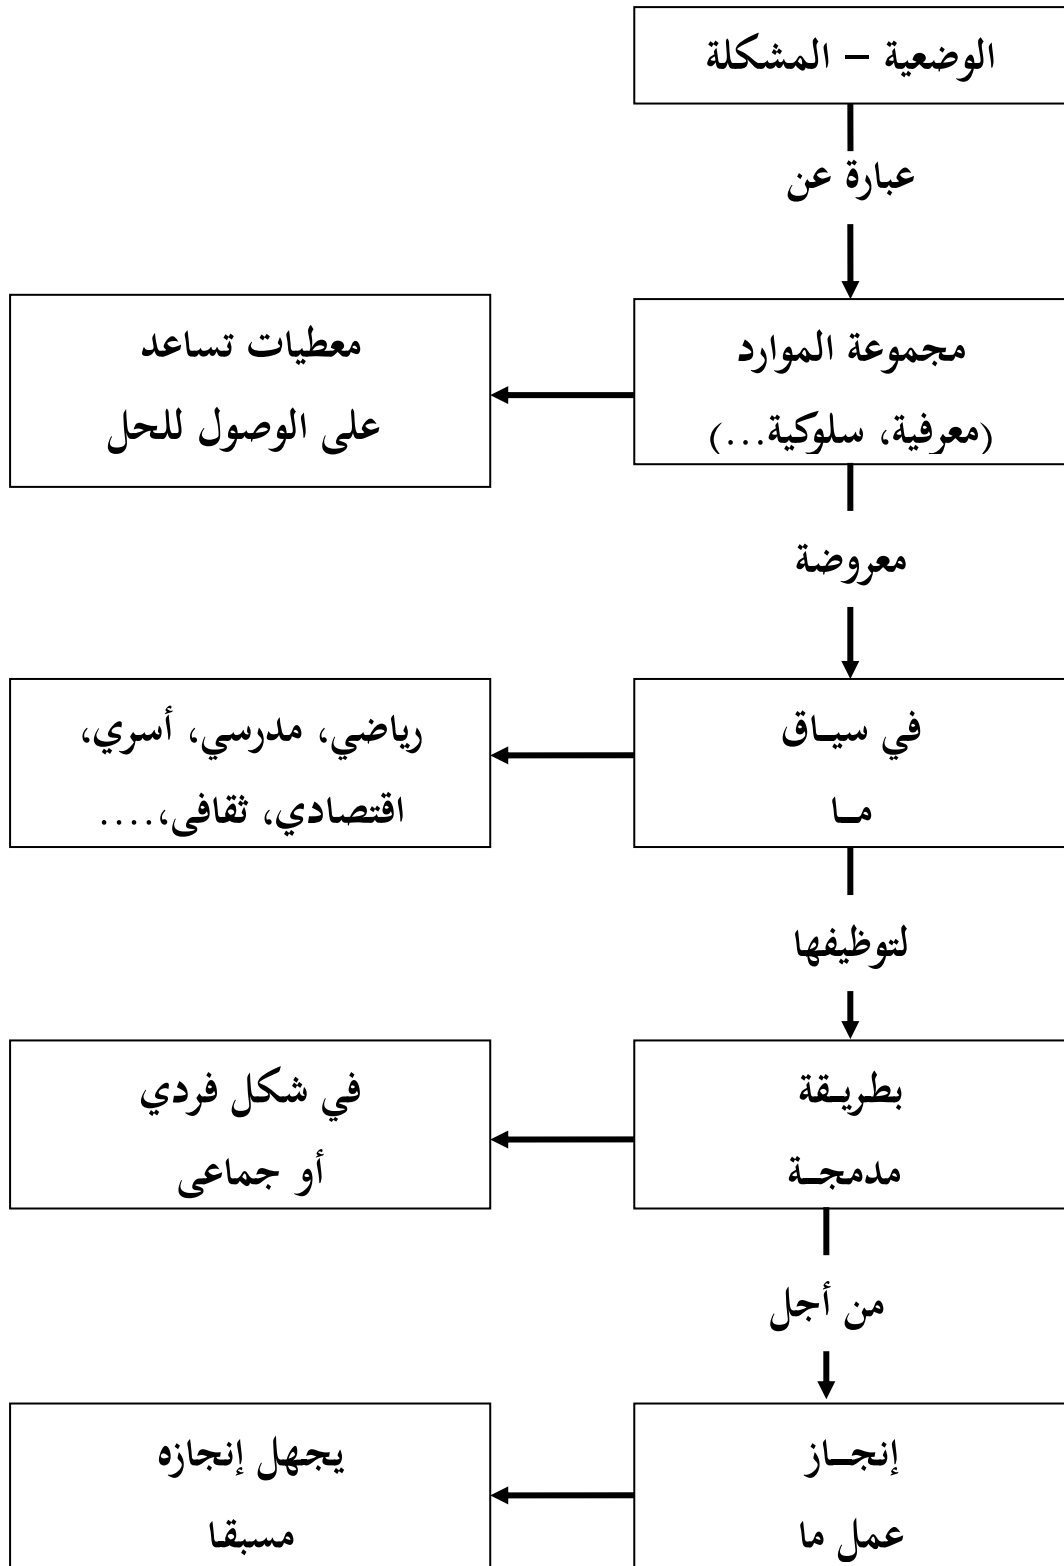 الوضعية – المشكلة
عبارة عن
مجموعة الموارد
(معرفية، سلوكية...)
معطيات تساعد
على الوصول للحل
معروضة
في سيـاق
مـا
رياضي، مدرسي، أسري،
اقتصادي، ثقافى،....
لتوظيفها
بطريـقة
مدمجـة
في شكل فردي
أو جماعى
من أجل
إنجـاز
عمل ما
يجهل إنجازه
مسبقا